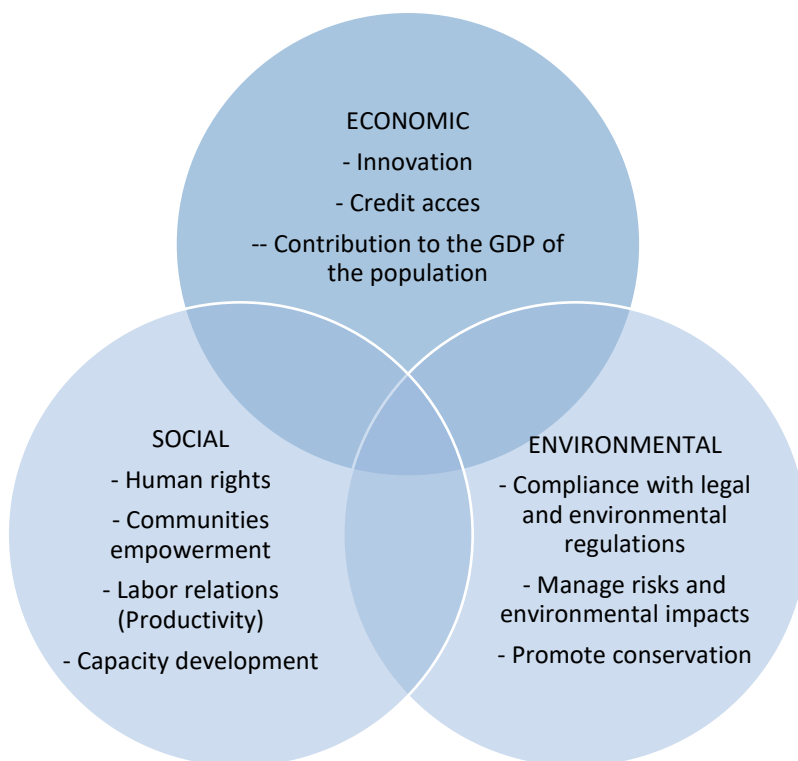 ECONOMIC
- Innovation
- Credit acces
-- Contribution to the GDP of
the population
SOCIAL
- Human rights
- Communities
empowerment
- Labor relations
(Productivity)
- Capacity development
ENVIRONMENTAL
- Compliance with legal
and environmental
regulations
- Manage risks and
environmental impacts
- Promote conservation